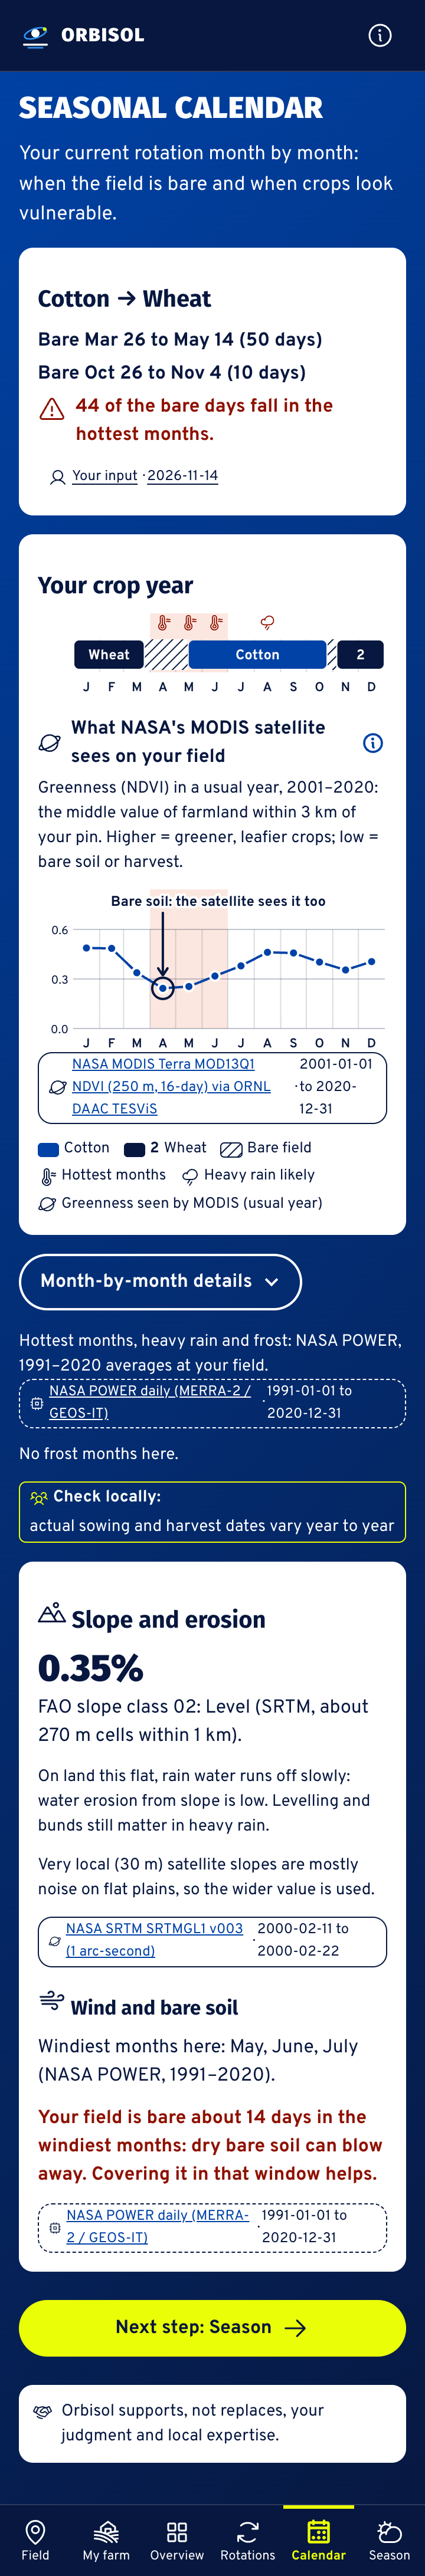 ORBISOL
SEASONAL CALENDAR
Your current rotation month by month:
when the field is bare and when crops look
vulnerable.
Cotton → Wheat
Bare Mar 26 to May 14 (50 days)
Bare Oct 26 to Nov 4 (10 days)
44 of the bare days fall in the
hottest months.
Your input · 2026-11-14
Your crop year
Wheat Cotton 2
J F M A M J J A S O N D
What NASA's MODIS satellite
sees on your field
Greenness (NDVI) in a usual year, 2001–2020:
the middle value of farmland within 3 km of
your pin. Higher = greener, leafier crops; low =
bare soil or harvest.
Bare soil: the satellite sees it too
0.6
0.3
0.0
J F M A M J J A S O N D
NASA MODIS Terra MOD13Q1
NDVI (250 m, 16-day) via ORNL
DAAC TESViS
· 2001-01-01
to 2020-
12-31
Cotton 2 Wheat Bare field
Hottest months Heavy rain likely
Greenness seen by MODIS (usual year)
Month-by-month details
Hottest months, heavy rain and frost: NASA POWER,
1991–2020 averages at your field.
NASA POWER daily (MERRA-2 /
GEOS-IT)
· 1991-01-01 to
2020-12-31
No frost months here.
Check locally:
actual sowing and harvest dates vary year to year
Slope and erosion
0.35%
FAO slope class 02: Level (SRTM, about
270 m cells within 1 km).
On land this flat, rain water runs off slowly:
water erosion from slope is low. Levelling and
bunds still matter in heavy rain.
Very local (30 m) satellite slopes are mostly
noise on flat plains, so the wider value is used.
NASA SRTM SRTMGL1 v003
(1 arc-second)
· 2000-02-11 to
2000-02-22
Wind and bare soil
Windiest months here: May, June, July
(NASA POWER, 1991–2020).
Your field is bare about 14 days in the
windiest months: dry bare soil can blow
away. Covering it in that window helps.
NASA POWER daily (MERRA-
2 / GEOS-IT)
· 1991-01-01 to
2020-12-31
Next step: Season →
Orbisol supports, not replaces, your
judgment and local expertise.
Field My farm Overview Rotations Calendar Season